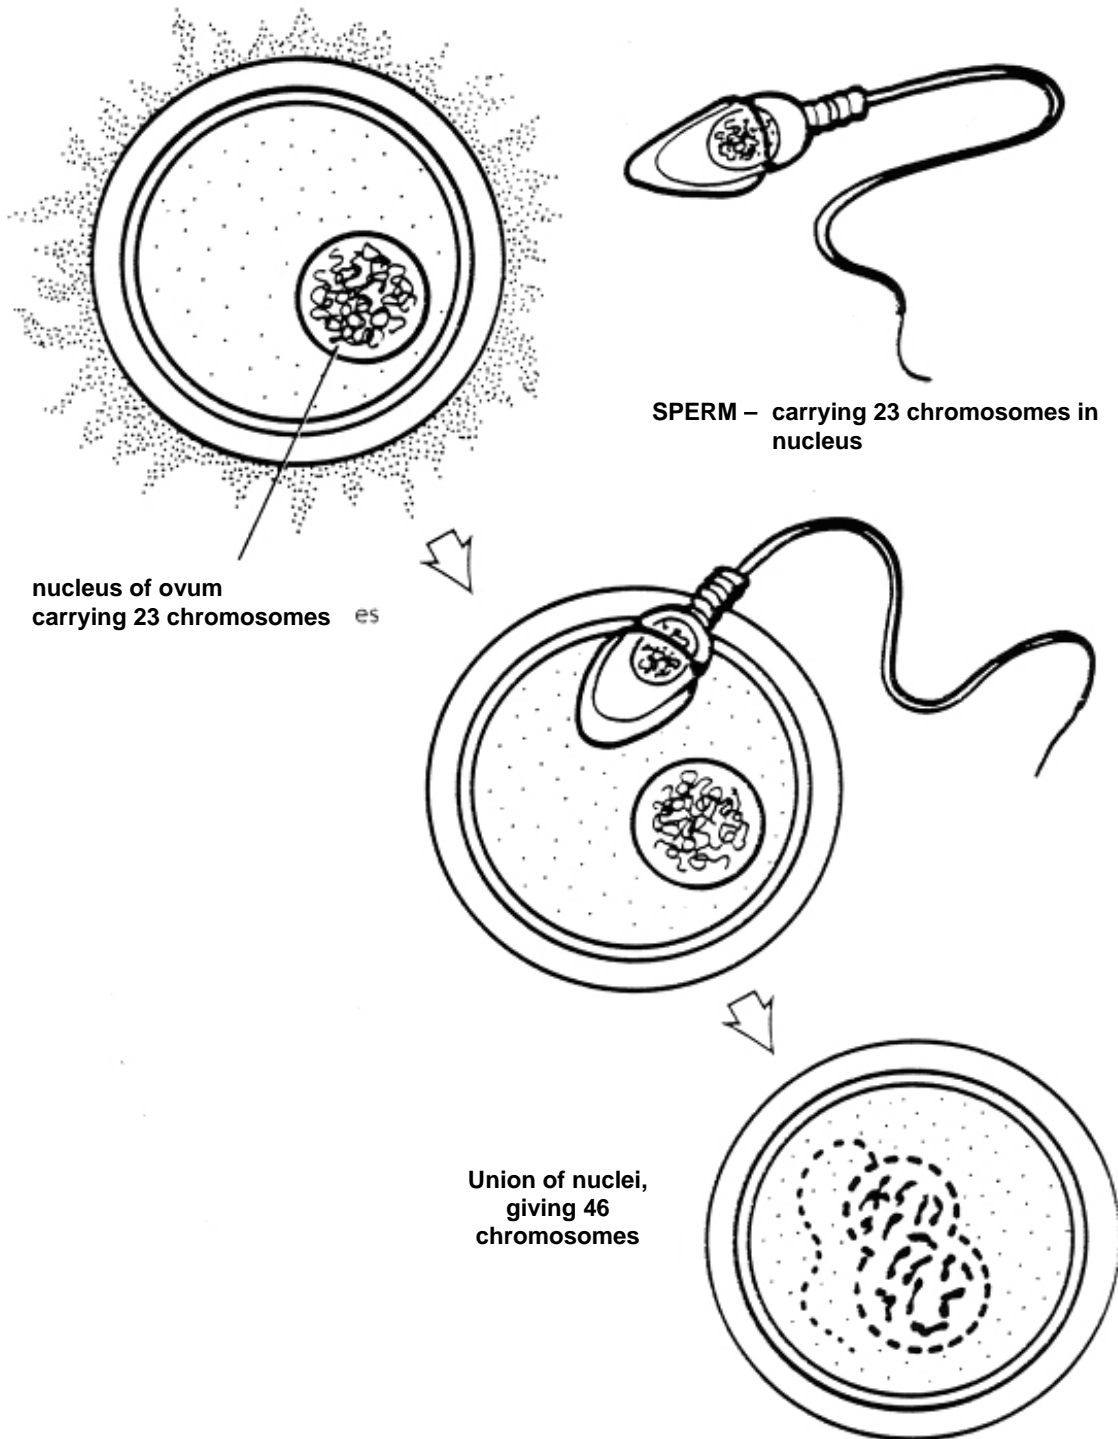 SPERM – carrying 23 chromosomes in
nucleus
nucleus of ovum
carrying 23 chromosomes es
Union of nuclei,
giving 46
chromosomes